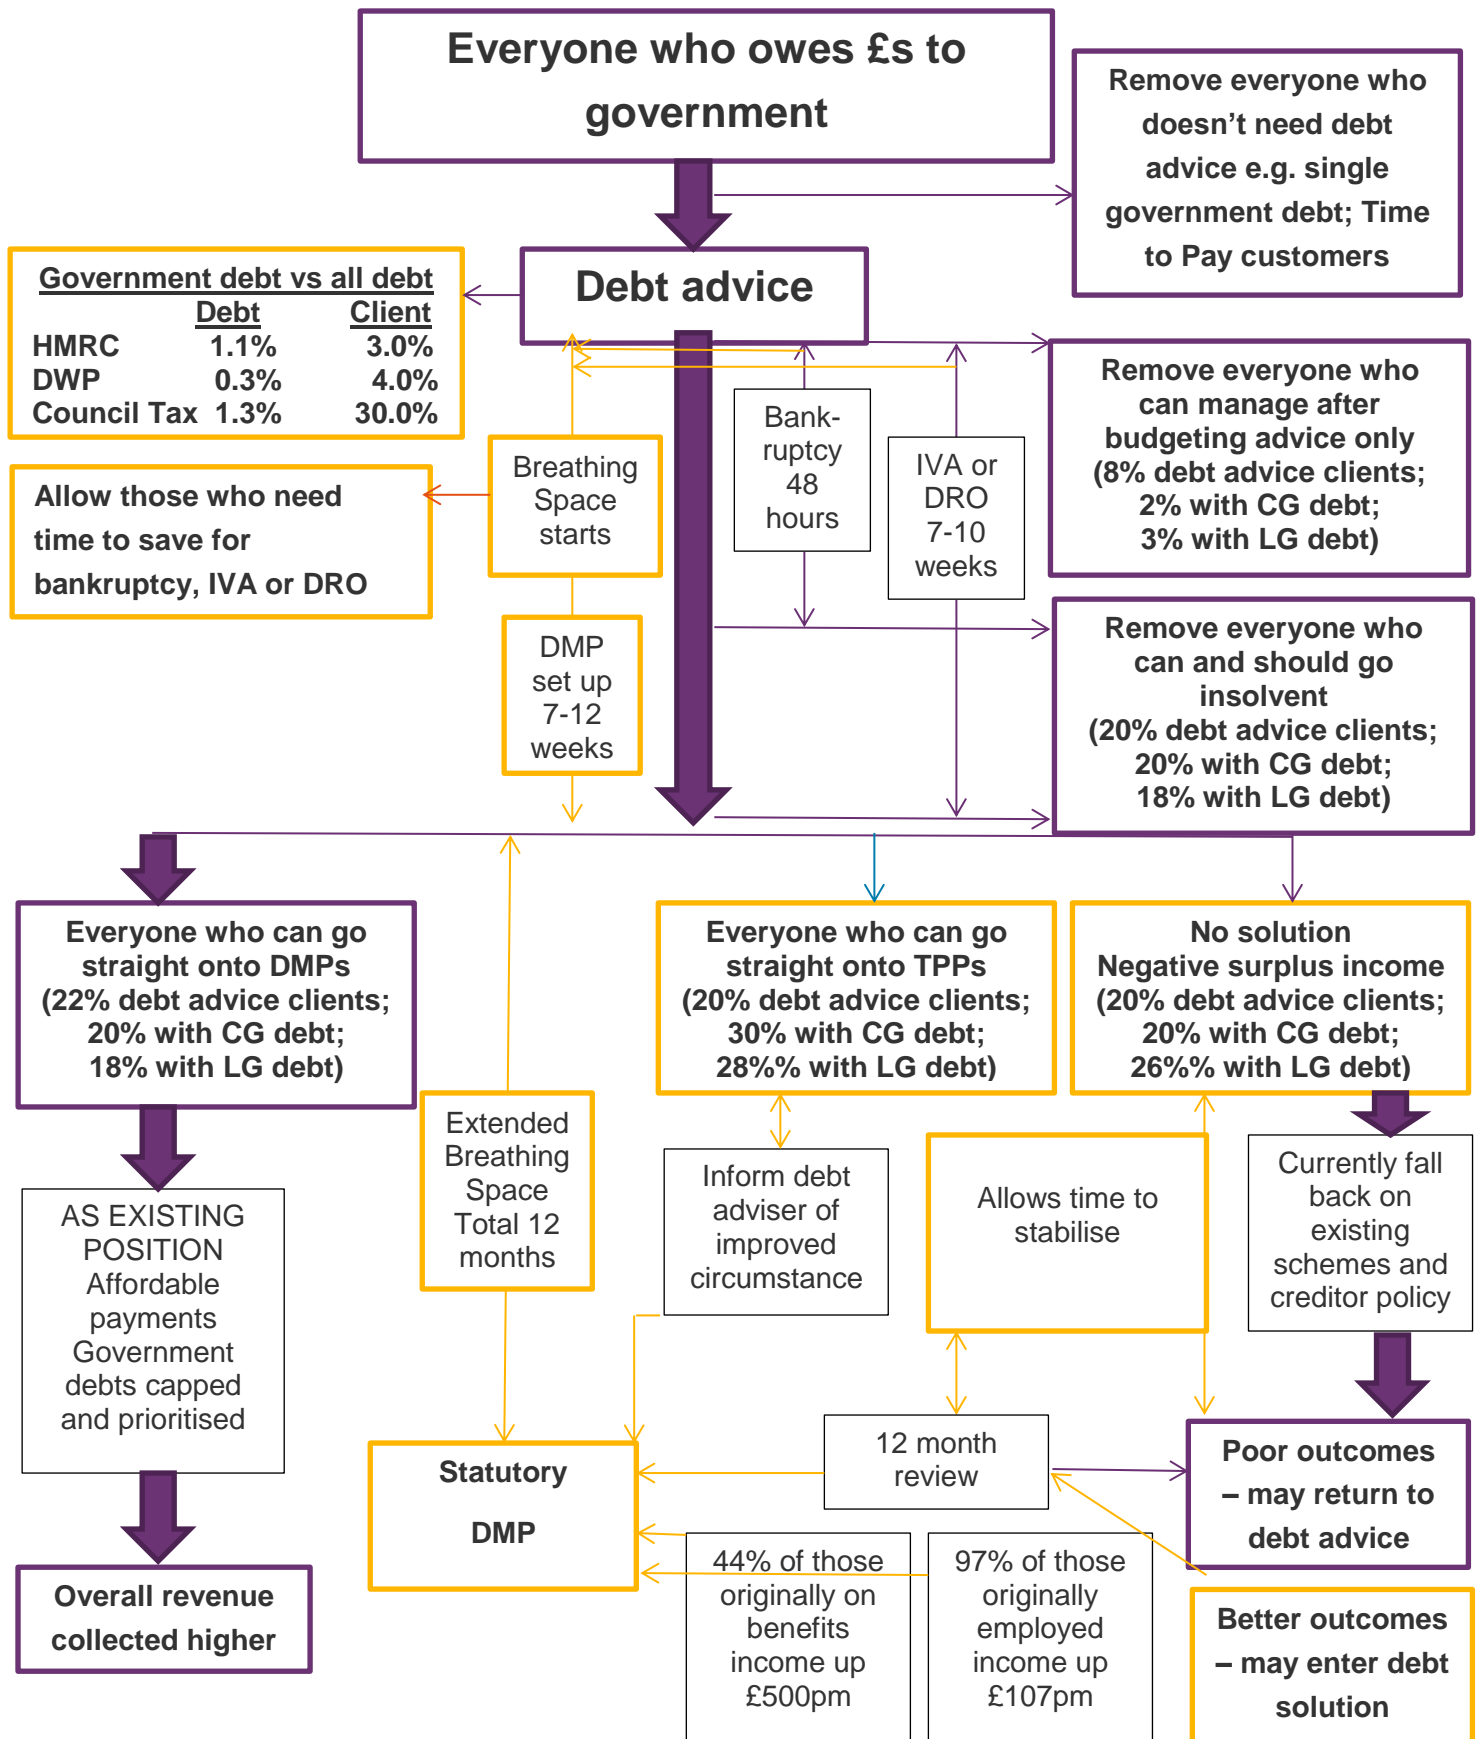 Everyone who owes £s to
government
Remove everyone who
doesn’t need debt
advice e.g. single
government debt; Time
to Pay customers
Government debt vs all debt
Debt Client
HMRC 1.1% 3.0%
DWP 0.3% 4.0%
Council Tax 1.3% 30.0%
Debt advice
Remove everyone who
can manage after
budgeting advice only
(8% debt advice clients;
2% with CG debt;
3% with LG debt)
Allow those who need
time to save for
bankruptcy, IVA or DRO
Breathing
Space
starts
Bank-
ruptcy
48
hours
IVA or
DRO
7-10
weeks
DMP
set up
7-12
weeks
Remove everyone who
can and should go
insolvent
(20% debt advice clients;
20% with CG debt;
18% with LG debt)
Everyone who can go
straight onto DMPs
(22% debt advice clients;
20% with CG debt;
18% with LG debt)
Everyone who can go
straight onto TPPs
(20% debt advice clients;
30% with CG debt;
28%% with LG debt)
No solution
Negative surplus income
(20% debt advice clients;
20% with CG debt;
26%% with LG debt)
Extended
Breathing
Space
Total 12
months
Inform debt
adviser of
improved
circumstance
Allows time to
stabilise
Currently fall
back on
existing
schemes and
creditor policy
AS EXISTING
POSITION
Affordable
payments
Government
debts capped
and prioritised
Statutory
DMP
12 month
review
Poor outcomes
– may return to
debt advice
Overall revenue
collected higher
44% of those
originally on
benefits
income up
£500pm
97% of those
originally
employed
income up
£107pm
Better outcomes
– may enter debt
solution